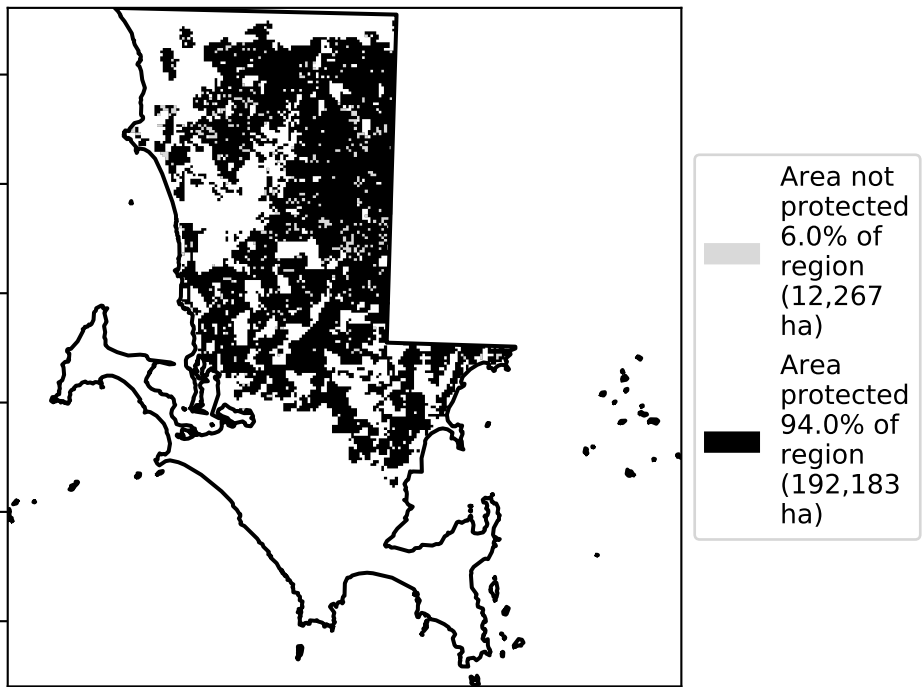 Area not
protected
6.0% of
region
(12,267
ha)
Area
protected
94.0% of
region
(192,183
ha)